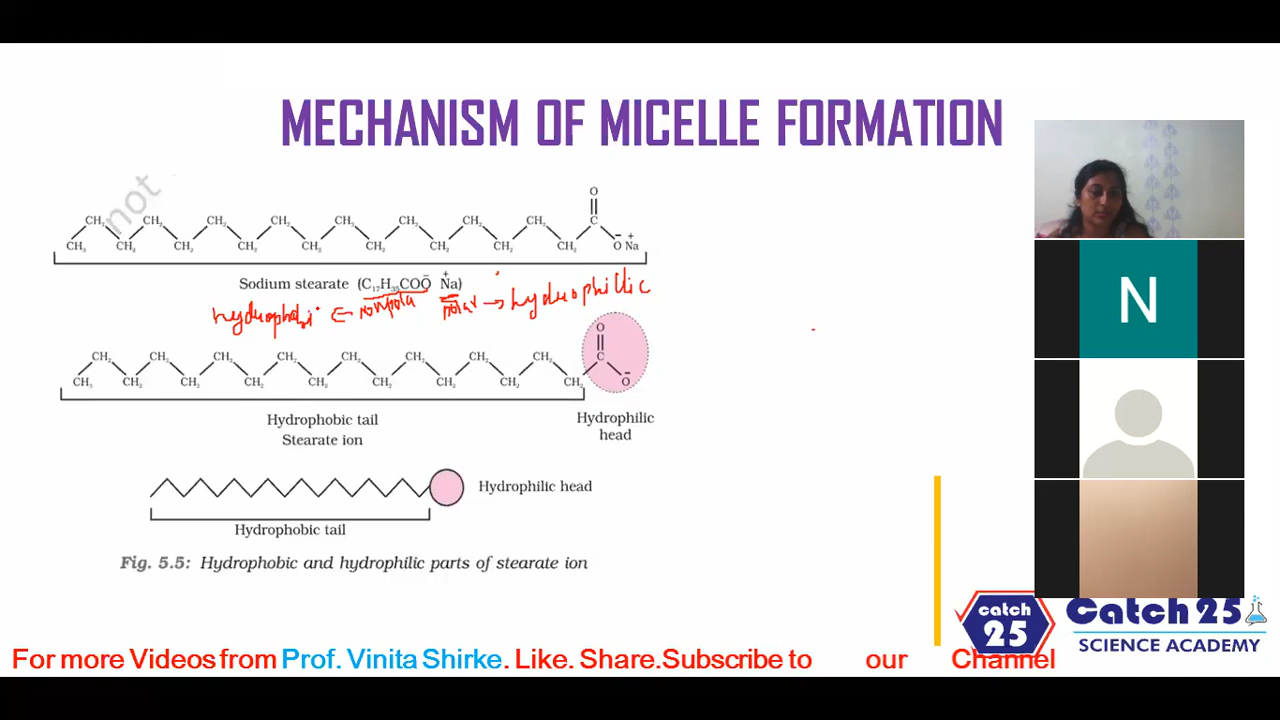 MECHANISM OF MICELLE FORMATION
not
O
||
CH₂ CH₂ CH₂ CH₂ CH₂ CH₂ CH₂ CH₂ C
CH₃ CH₂ CH₂ CH₂ CH₂ CH₂ CH₂ CH₂ CH₂ O⁻ Na⁺
Sodium stearate (C₁₇H₃₅COO⁻ Na⁺)
hydrophobic ← nonpolar polar → hydrophillic
O
||
CH₂ CH₂ CH₂ CH₂ CH₂ CH₂ CH₂ CH₂ C
CH₃ CH₂ CH₂ CH₂ CH₂ CH₂ CH₂ CH₂ CH₂ O⁻
Hydrophobic tail
Stearate ion
Hydrophilic
head
Hydrophilic head
Hydrophobic tail
Fig. 5.5: Hydrophobic and hydrophilic parts of stearate ion
N
catch
25
Catch 25
SCIENCE ACADEMY
For more Videos from Prof. Vinita Shirke. Like. Share.Subscribe to our Channel